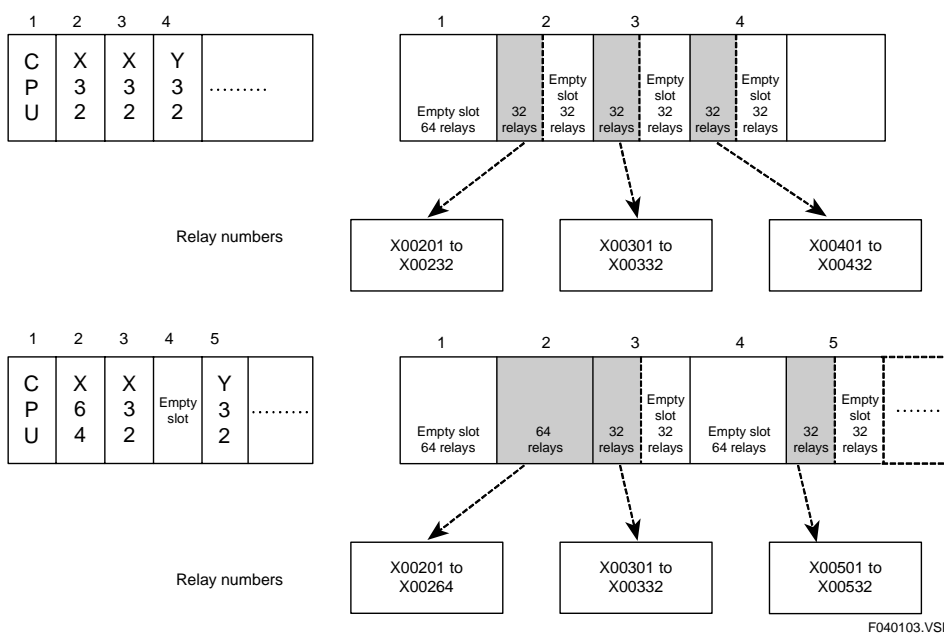 1 2 3 4
C P U
X 3 2
X 3 2
Y 3 2
.........
1 2 3 4
Empty slot
64 relays
32
relays
Empty
slot
32
relays
32
relays
Empty
slot
32
relays
32
relays
Empty
slot
32
relays
Relay numbers
X00201 to
X00232
X00301 to
X00332
X00401 to
X00432
1 2 3 4 5
C P U
X 6 4
X 3 2
Empty
slot
Y 3 2
.........
1 2 3 4 5
Empty slot
64 relays
64
relays
32
relays
Empty
slot
32
relays
Empty slot
64 relays
32
relays
Empty
slot
32
relays
.......
Relay numbers
X00201 to
X00264
X00301 to
X00332
X00501 to
X00532
F040103.VSD